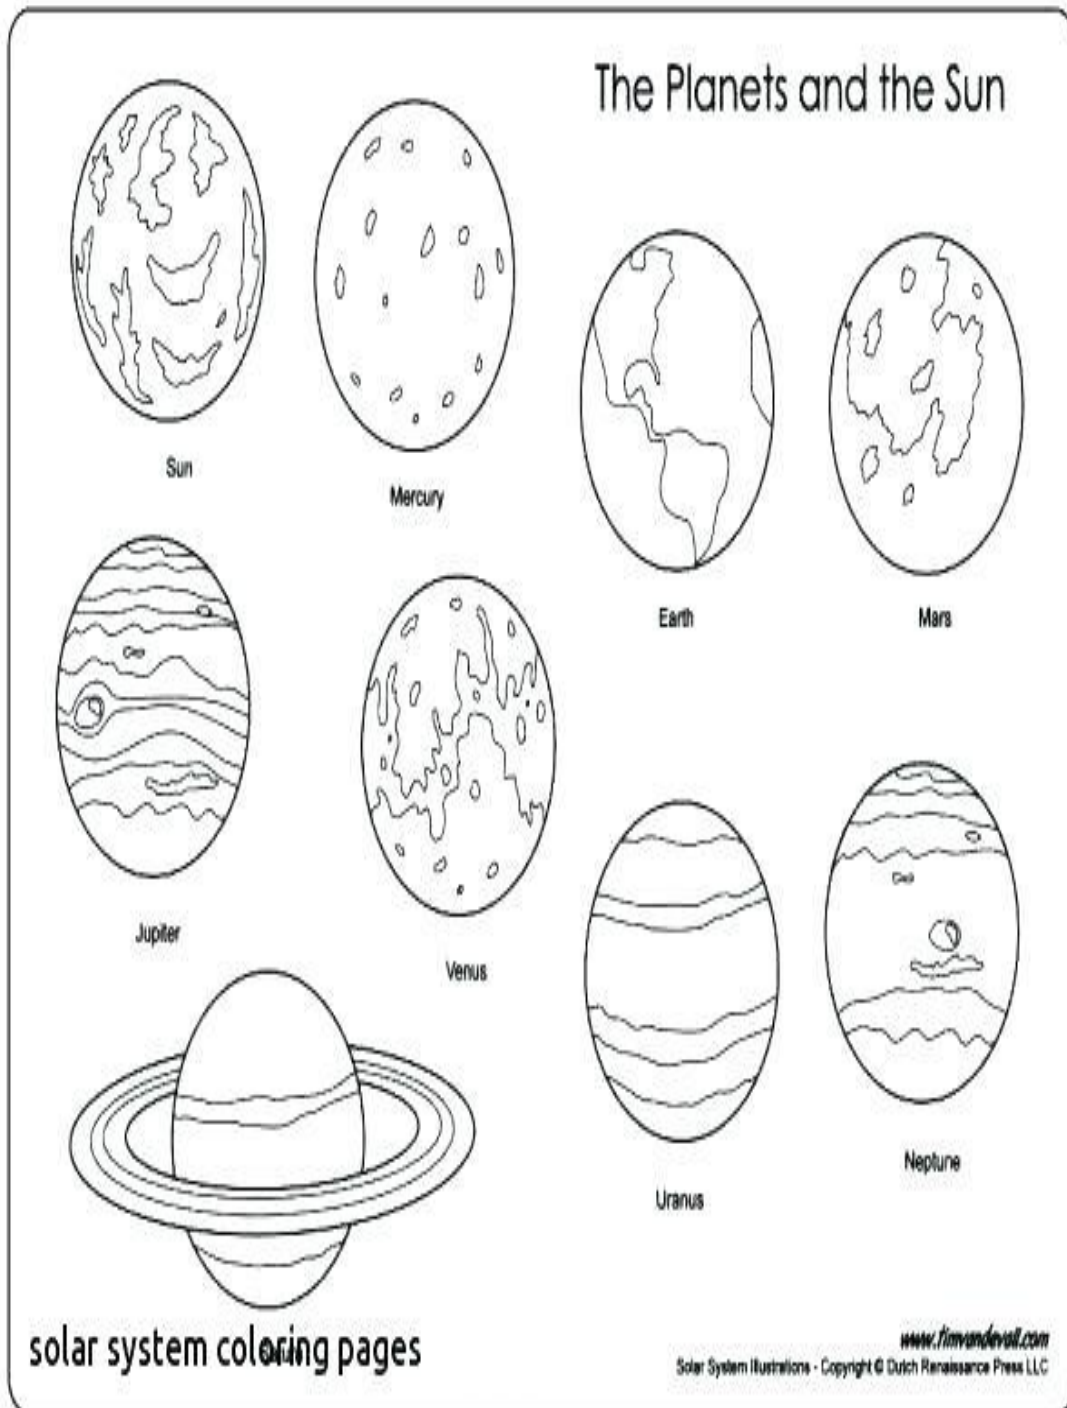 The Planets and the Sun
Sun
Mercury
Earth
Mars
Jupiter
Venus
Uranus
Neptune
solar system coloring pages
www.timvandevall.com
Solar System Illustrations - Copyright © Dutch Renaissance Press LLC